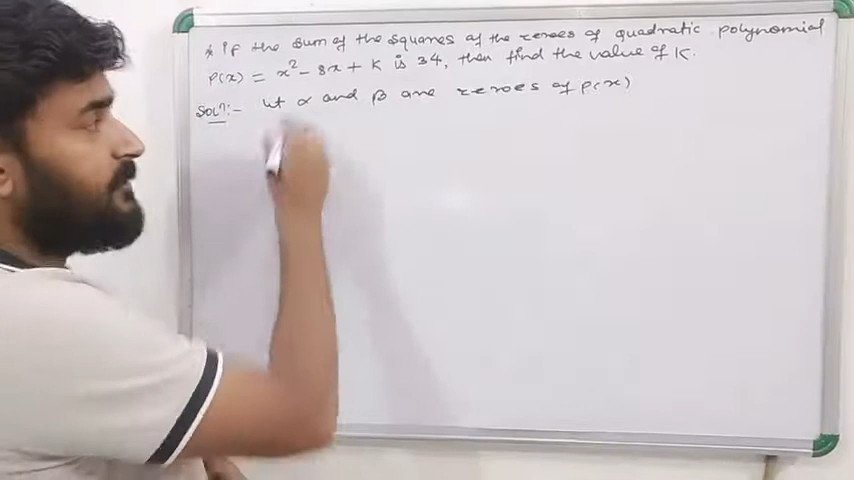 * If the sum of the squares of the zeroes of quadratic polynomial
P(x) = x² - 8x + K is 34, then find the value of K.
Solⁿ:- let α and β are zeroes of p(x)